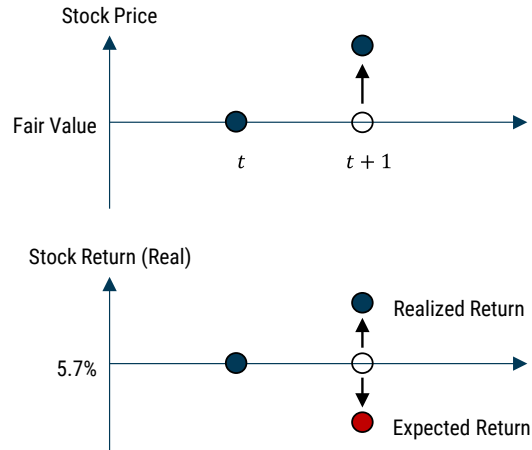 Stock Price
Fair Value
t
t + 1
Stock Return (Real)
Realized Return
5.7%
Expected Return